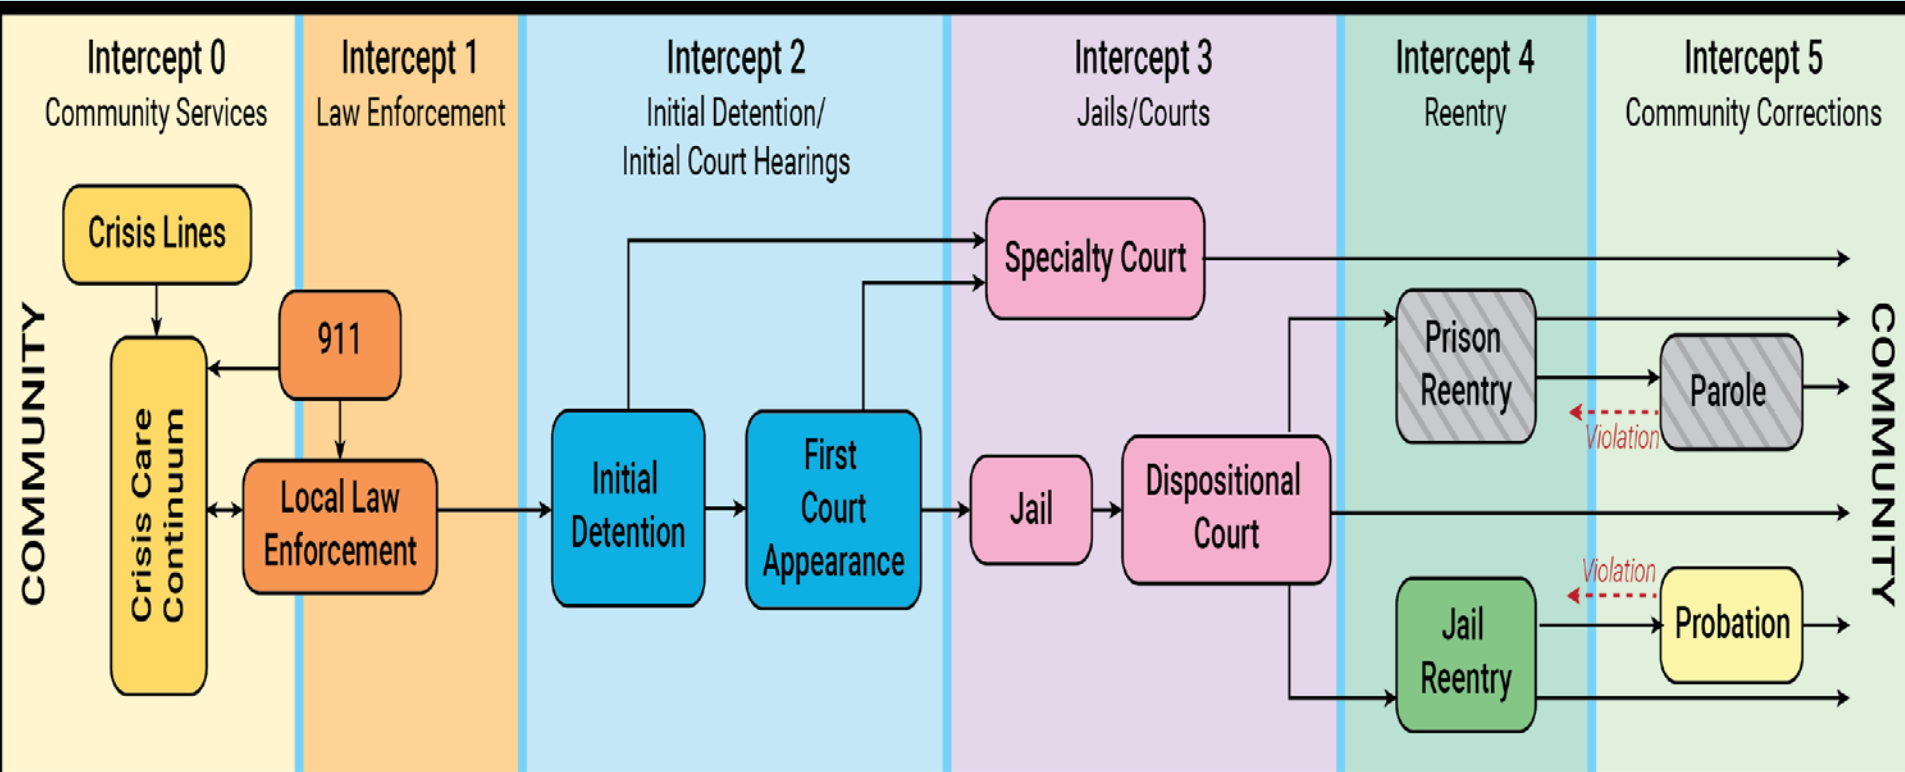 Intercept 0
Community Services
Intercept 1
Law Enforcement
Intercept 2
Initial Detention/
Initial Court Hearings
Intercept 3
Jails/Courts
Intercept 4
Reentry
Intercept 5
Community Corrections
COMMUNITY
Crisis Lines
Crisis Care
Continuum
911
Local Law
Enforcement
Initial
Detention
First
Court
Appearance
Specialty Court
Jail
Dispositional
Court
Prison
Reentry
Parole
Violation
Jail
Reentry
Violation
Probation
COMMUNITY